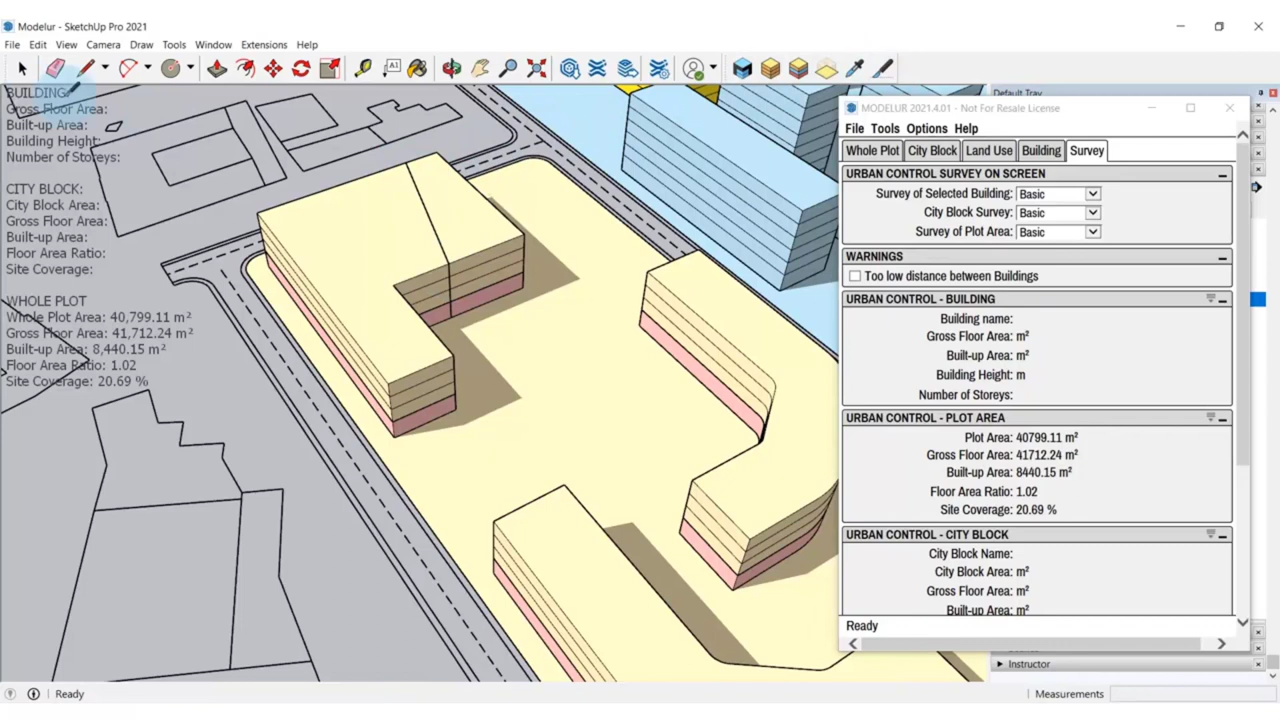 Modelur - SketchUp Pro 2021
File Edit View Camera Draw Tools Window Extensions Help
A1
BUILDING:
Gross Floor Area:
Built-up Area:
Building Height:
Number of Storeys:
CITY BLOCK:
City Block Area:
Gross Floor Area:
Built-up Area:
Floor Area Ratio:
Site Coverage:
WHOLE PLOT
Whole Plot Area: 40,799.11 m²
Gross Floor Area: 41,712.24 m²
Built-up Area: 8,440.15 m²
Floor Area Ratio: 1.02
Site Coverage: 20.69 %
Default Tray
MODELUR 2021.4.01 - Not For Resale License
File Tools Options Help
Whole Plot City Block Land Use Building Survey
URBAN CONTROL SURVEY ON SCREEN
Survey of Selected Building: Basic
City Block Survey: Basic
Survey of Plot Area: Basic
WARNINGS
Too low distance between Buildings
URBAN CONTROL - BUILDING
Building name:
Gross Floor Area: m²
Built-up Area: m²
Building Height: m
Number of Storeys:
URBAN CONTROL - PLOT AREA
Plot Area: 40799.11 m²
Gross Floor Area: 41712.24 m²
Built-up Area: 8440.15 m²
Floor Area Ratio: 1.02
Site Coverage: 20.69 %
URBAN CONTROL - CITY BLOCK
City Block Name:
City Block Area: m²
Gross Floor Area: m²
Built-up Area: m²
Ready
Instructor
Ready
Measurements